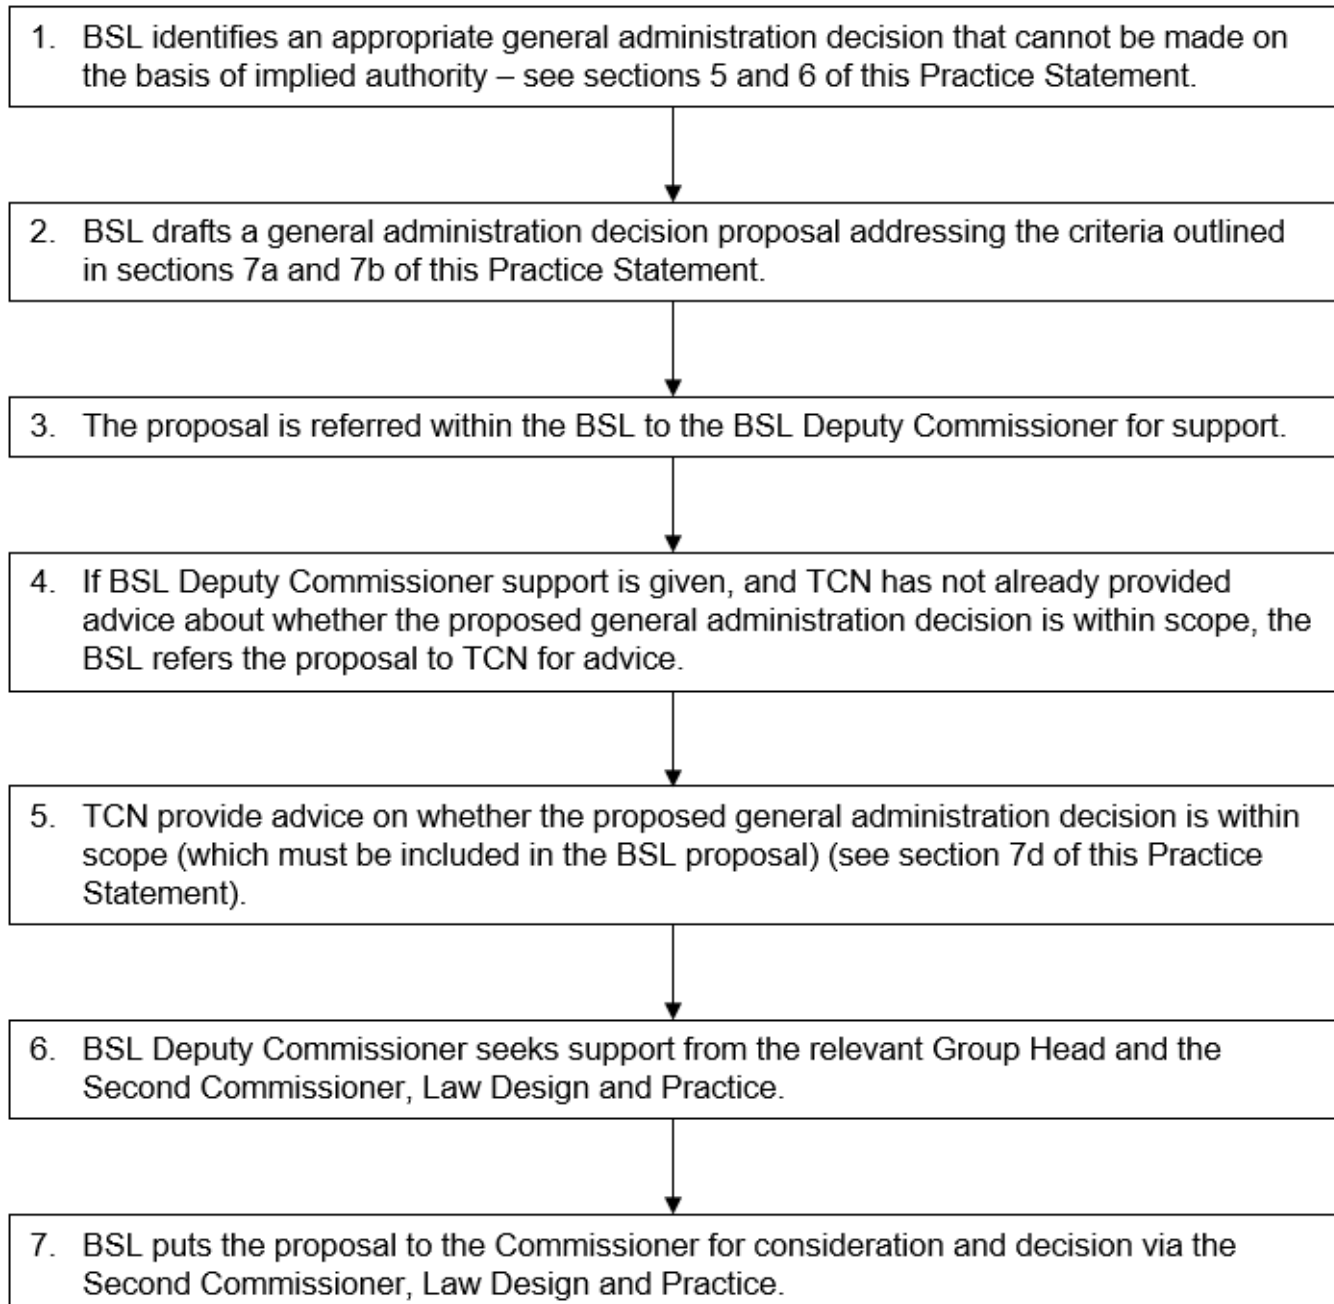 1. BSL identifies an appropriate general administration decision that cannot be made on
the basis of implied authority – see sections 5 and 6 of this Practice Statement.
2. BSL drafts a general administration decision proposal addressing the criteria outlined
in sections 7a and 7b of this Practice Statement.
3. The proposal is referred within the BSL to the BSL Deputy Commissioner for support.
4. If BSL Deputy Commissioner support is given, and TCN has not already provided
advice about whether the proposed general administration decision is within scope, the
BSL refers the proposal to TCN for advice.
5. TCN provide advice on whether the proposed general administration decision is within
scope (which must be included in the BSL proposal) (see section 7d of this Practice
Statement).
6. BSL Deputy Commissioner seeks support from the relevant Group Head and the
Second Commissioner, Law Design and Practice.
7. BSL puts the proposal to the Commissioner for consideration and decision via the
Second Commissioner, Law Design and Practice.